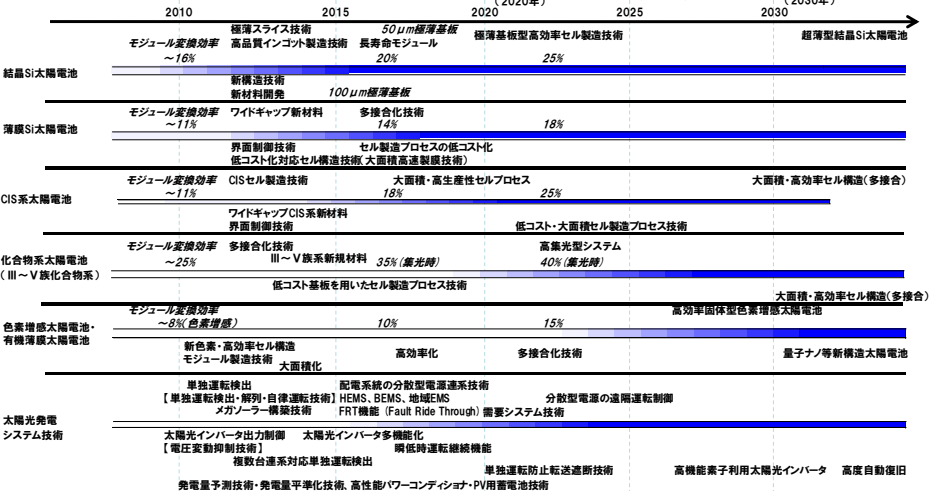 （2020年） （2030年）
2010 2015 2020 2025 2030
極薄スライス技術 50μm極薄基板 極薄基板型高効率セル製造技術 超薄型結晶Si太陽電池
モジュール変換効率 高品質インゴット製造技術 長寿命モジュール
～16% 20% 25%
結晶Si太陽電池
新構造技術
新材料開発 100μm極薄基板
モジュール変換効率 ワイドギャップ新材料 多接合化技術
～11% 14% 18%
薄膜Si太陽電池
界面制御技術 セル製造プロセスの低コスト化
低コスト化対応セル構造技術（大面積高速製膜技術）
モジュール変換効率 CISセル製造技術 大面積・高生産性セルプロセス 大面積・高効率セル構造（多接合）
～11% 18% 25%
CIS系太陽電池
ワイドギャップCIS系新材料
界面制御技術 低コスト・大面積セル製造プロセス技術
モジュール変換効率 多接合化技術 高集光型システム
化合物系太陽電池 ～25% Ⅲ～Ⅴ族系新規材料 35%(集光時) 40%(集光時)
（Ⅲ～Ⅴ族化合物系）
低コスト基板を用いたセル製造プロセス技術
大面積・高効率セル構造（多接合）
モジュール変換効率 高効率固体型色素増感太陽電池
～8%(色素増感) 10% 15%
色素増感太陽電池・
有機薄膜太陽電池
新色素・高効率セル構造 高効率化 多接合化技術 量子ナノ等新構造太陽電池
モジュール製造技術
大面積化
単独運転検出 配電系統の分散型電源連系技術
【単独運転検出・解列・自律運転技術】 HEMS、BEMS、地域EMS 分散型電源の遠隔運転制御
メガソーラー構築技術 FRT機能 (Fault Ride Through) 需要システム技術
太陽光発電
システム技術
太陽光インバータ出力制御 太陽光インバータ多機能化
【電圧変動抑制技術】 瞬低時運転継続機能
複数台連系対応単独運転検出
単独運転防止転送遮断技術 高機能素子利用太陽光インバータ 高度自動復旧
発電量予測技術・発電量平準化技術、高性能パワーコンディショナ・PV用蓄電池技術